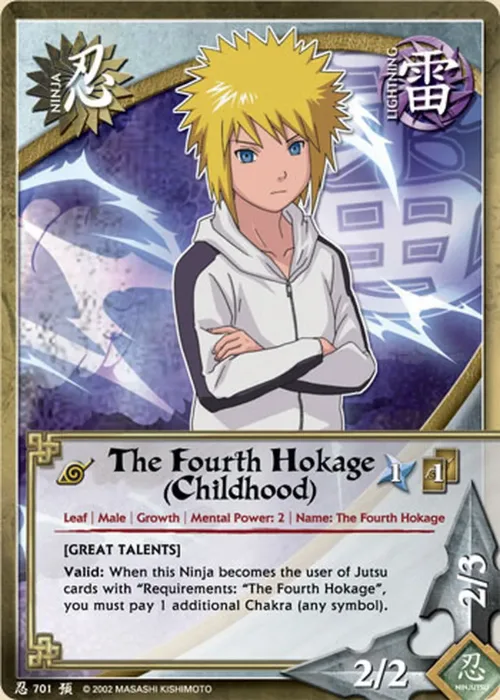 NINJA
忍
LIGHTNING
雷
The Fourth Hokage
(Childhood)
1
1
Leaf | Male | Growth | Mental Power: 2 | Name: The Fourth Hokage
[GREAT TALENTS]
Valid: When this Ninja becomes the user of Jutsu
cards with "Requirements: "The Fourth Hokage",
you must pay 1 additional Chakra (any symbol).
2/3
2/2
忍
NINJUTSU
忍 701 © 2002 MASASHI KISHIMOTO